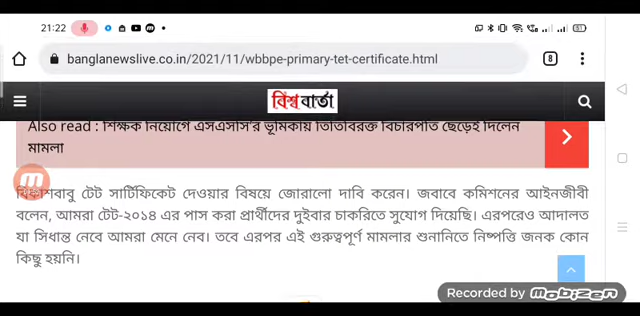 21:22
banglanewslive.co.in/2021/11/wbbpe-primary-tet-certificate.html
8
বিশ্ববার্তা
Also read : শিক্ষক নিয়োগে এসএসসি'র ভূমিকায় তিতিবিরক্ত বিচারপতি ছেড়েই দিলেন
মামলা
বিকাশবাবু টেট সার্টিফিকেট দেওয়ার বিষয়ে জোরালো দাবি করেন। জবাবে কমিশনের আইনজীবী
বলেন, আমরা টেট-২০১৪ এর পাস করা প্রার্থীদের দুইবার চাকরিতে সুযোগ দিয়েছি। এরপরেও আদালত
যা সিধান্ত নেবে আমরা মেনে নেব। তবে এরপর এই গুরুত্বপূর্ণ মামলার শুনানিতে নিষ্পত্তি জনক কোন
কিছু হয়নি।
Recorded by mobizen